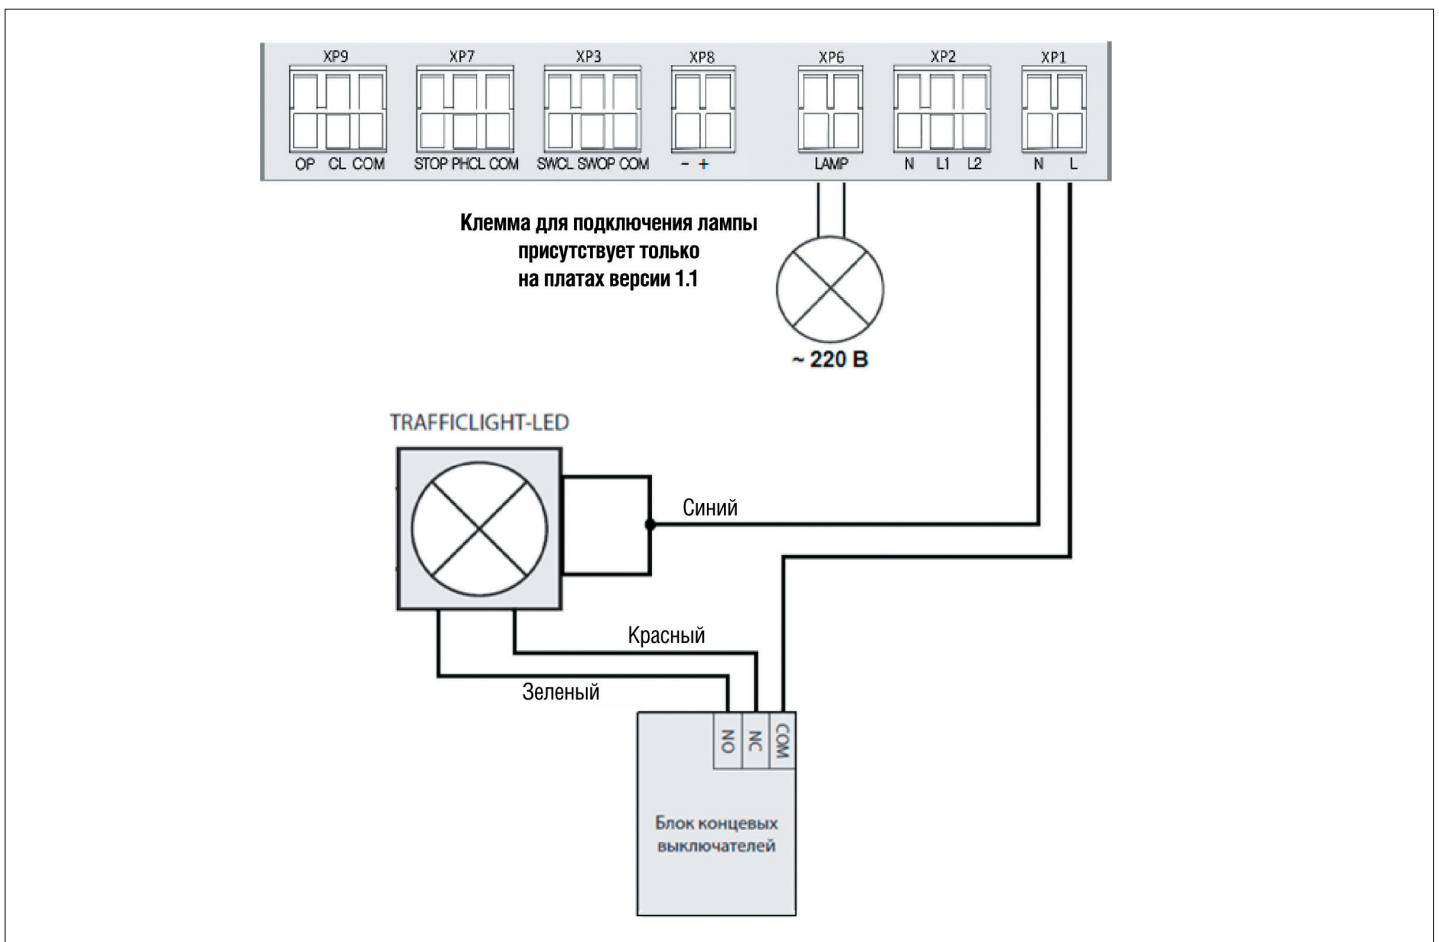 XP9 XP7 XP3 XP8 XP6 XP2 XP1
OP CL COM STOP PHCL COM SWCL SWOP COM - + LAMP N L1 L2 N L
Клемма для подключения лампы
присутствует только
на платах версии 1.1
~ 220 В
TRAFFICLIGHT-LED
Синий
Красный
Зеленый
NO NC COM
Блок концевых
выключателей